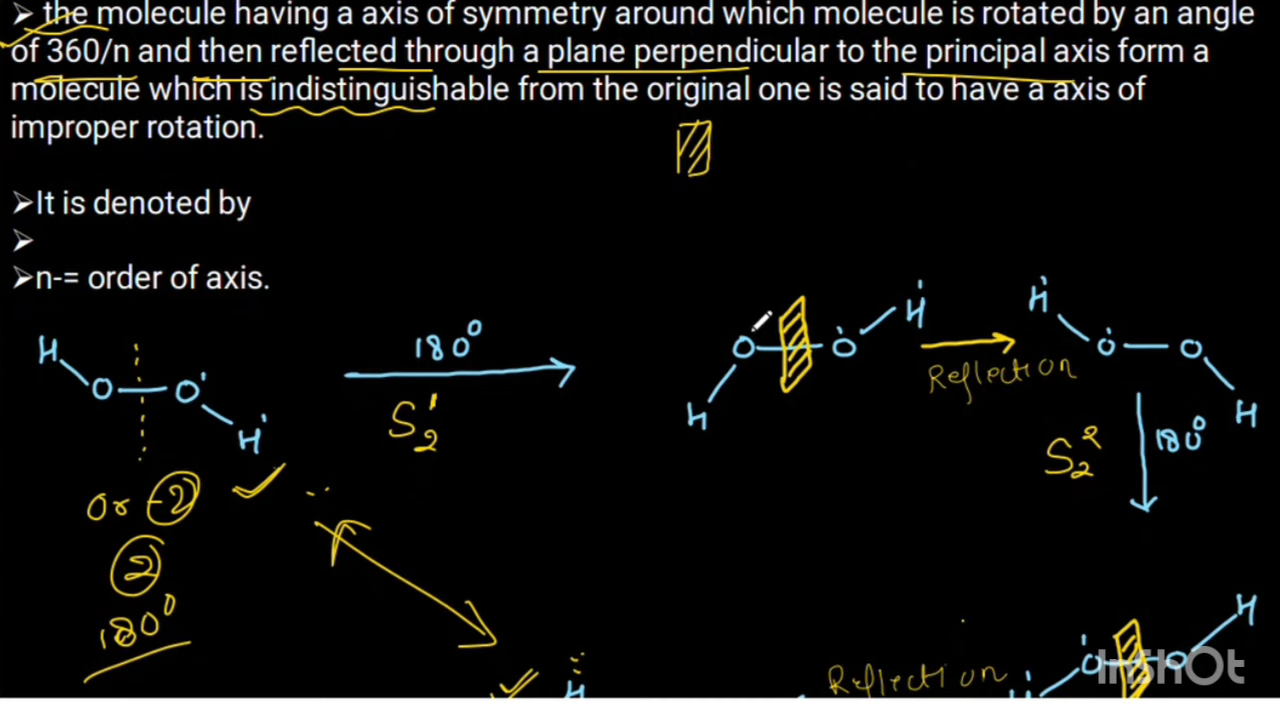 ➤ the molecule having a axis of symmetry around which molecule is rotated by an angle
of 360/n and then reflected through a plane perpendicular to the principal axis form a
molecule which is indistinguishable from the original one is said to have a axis of
improper rotation.
➤It is denoted by
➤
➤n-= order of axis.
H O O' H'
180°
S₂¹
H O O' H'
Reflection
H' O' O H
Or 2
2
180°
S₂² 180°
H
Reflection
O' O H
InShOt